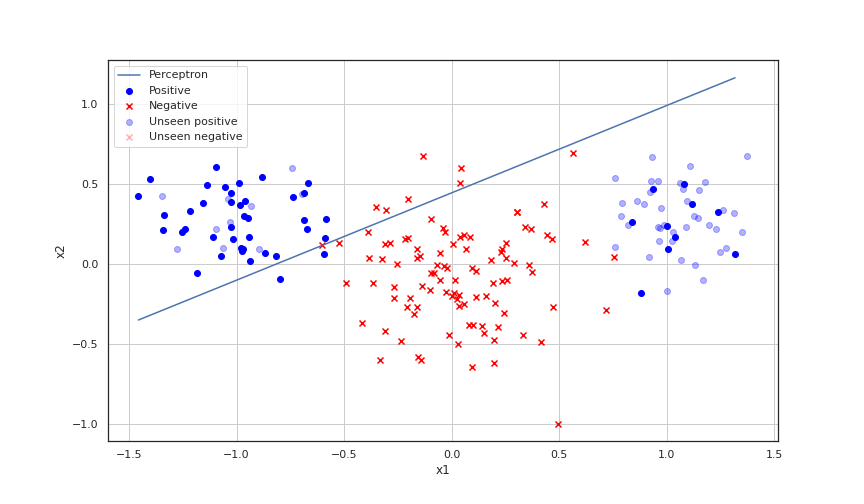 Perceptron
Positive
Negative
Unseen positive
Unseen negative
1.0
0.5
0.0
−0.5
−1.0
x2
−1.5
−1.0
−0.5
0.0
0.5
1.0
1.5
x1